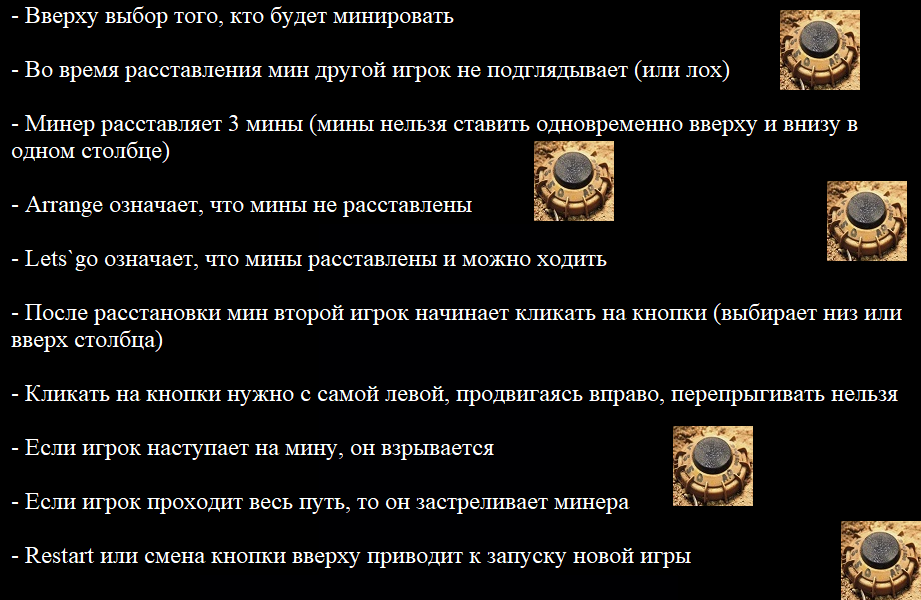 - Вверху выбор того, кто будет минировать
- Во время расставления мин другой игрок не подглядывает (или лох)
- Минер расставляет 3 мины (мины нельзя ставить одновременно вверху и внизу в
одном столбце)
- Arrange означает, что мины не расставлены
- Lets`go означает, что мины расставлены и можно ходить
- После расстановки мин второй игрок начинает кликать на кнопки (выбирает низ или
вверх столбца)
- Кликать на кнопки нужно с самой левой, продвигаясь вправо, перепрыгивать нельзя
- Если игрок наступает на мину, он взрывается
- Если игрок проходит весь путь, то он застреливает минера
- Restart или смена кнопки вверху приводит к запуску новой игры